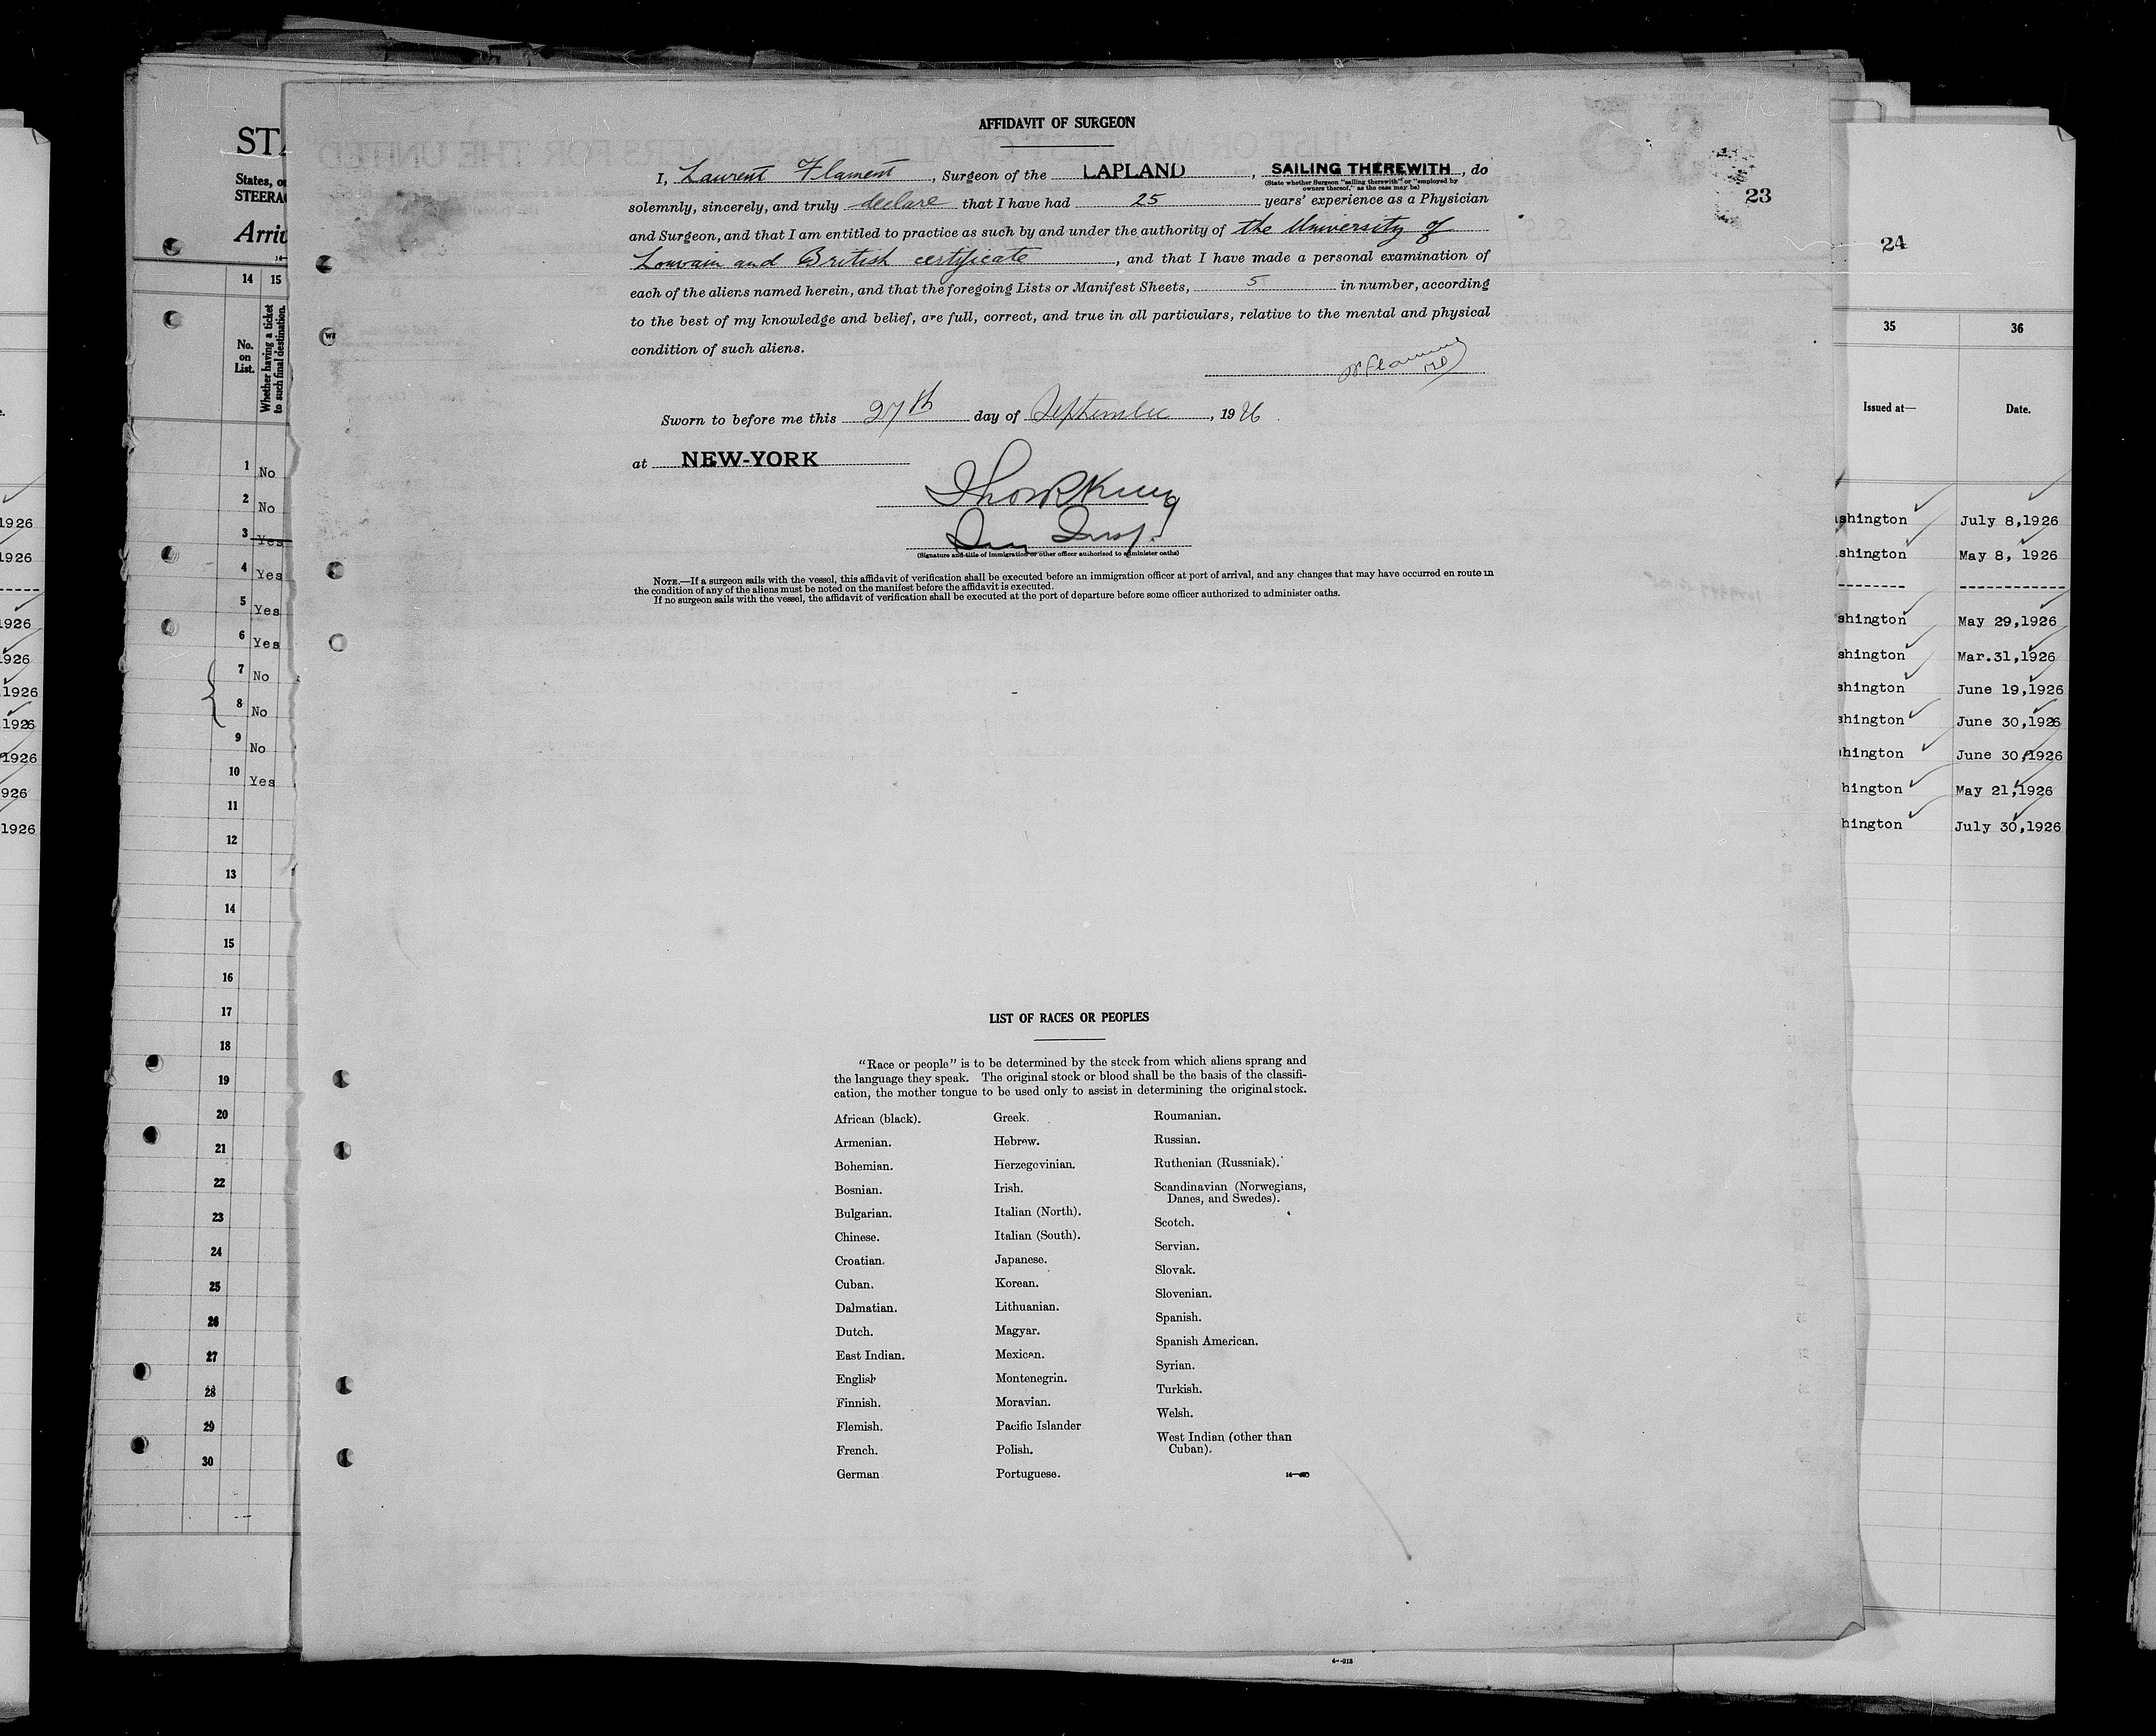 AFFIDAVIT OF SURGEON
I, Laurent Flament, Surgeon of the LAPLAND, SAILING THEREWITH, do
(State whether Surgeon "sailing therewith" or "employed by
owners thereof," as the case may be)
solemnly, sincerely, and truly declare that I have had 25 years' experience as a Physician
and Surgeon, and that I am entitled to practice as such by and under the authority of the University of
Louvain and British certificate, and that I have made a personal examination of
each of the aliens named herein, and that the foregoing Lists or Manifest Sheets, 5 in number, according
to the best of my knowledge and belief, are full, correct, and true in all particulars, relative to the mental and physical
condition of such aliens.
Sworn to before me this 27th day of September, 1926.
at NEW-YORK
(Signature and title of immigration or other officer authorized to administer oaths)
NOTE.—If a surgeon sails with the vessel, this affidavit of verification shall be executed before an immigration officer at port of arrival, and any changes that may have occurred en route in
the condition of any of the aliens must be noted on the manifest before the affidavit is executed.
If no surgeon sails with the vessel, the affidavit of verification shall be executed at the port of departure before some officer authorized to administer oaths.
LIST OF RACES OR PEOPLES
"Race or people" is to be determined by the stock from which aliens sprang and
the language they speak. The original stock or blood shall be the basis of the classifi-
cation, the mother tongue to be used only to assist in determining the original stock.
African (black).
Armenian.
Bohemian.
Bosnian.
Bulgarian.
Chinese.
Croatian.
Cuban.
Dalmatian.
Dutch.
East Indian.
English
Finnish.
Flemish.
French.
German
Greek.
Hebrew.
Herzegovinian.
Irish.
Italian (North).
Italian (South).
Japanese.
Korean.
Lithuanian.
Magyar.
Mexican.
Montenegrin.
Moravian.
Pacific Islander
Polish.
Portuguese.
Roumanian.
Russian.
Ruthenian (Russniak).
Scandinavian (Norwegians,
Danes, and Swedes).
Scotch.
Servian.
Slovak.
Slovenian.
Spanish.
Spanish American.
Syrian.
Turkish.
Welsh.
West Indian (other than
Cuban).
23
24
States, or
STEERA
14 15
No.
on
List.
Whether having a ticket
to such final destination.
1 No
2 No
3 Yes
4 Yes
5 Yes
6 Yes
7 No
8 No
9 No
10 Yes
11
12
13
14
15
16
17
18
19
20
21
22
23
24
25
26
27
28
29
30
35 36
Issued at— Date.
shington July 8,1926
shington May 8, 1926
shington May 29,1926
shington Mar.31,1926
shington June 19,1926
shington June 30,1926
hington June 30,1926
hington May 21,1926
hington July 30,1926
1926
1926
1926
926
1926
1926
1926
926
1926